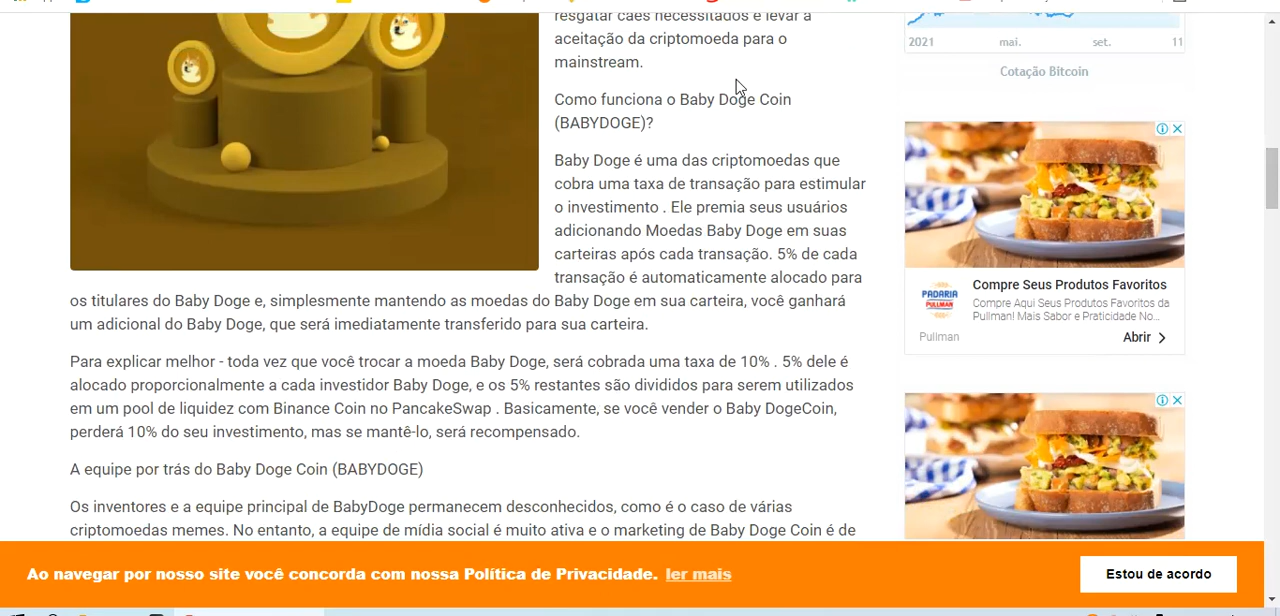 resgatar cães necessitados e levar a
aceitação da criptomoeda para o
mainstream.
Como funciona o Baby Doge Coin
(BABYDOGE)?
Baby Doge é uma das criptomoedas que
cobra uma taxa de transação para estimular
o investimento . Ele premia seus usuários
adicionando Moedas Baby Doge em suas
carteiras após cada transação. 5% de cada
transação é automaticamente alocado para
os titulares do Baby Doge e, simplesmente mantendo as moedas do Baby Doge em sua carteira, você ganhará
um adicional do Baby Doge, que será imediatamente transferido para sua carteira.
Para explicar melhor - toda vez que você trocar a moeda Baby Doge, será cobrada uma taxa de 10% . 5% dele é
alocado proporcionalmente a cada investidor Baby Doge, e os 5% restantes são divididos para serem utilizados
em um pool de liquidez com Binance Coin no PancakeSwap . Basicamente, se você vender o Baby DogeCoin,
perderá 10% do seu investimento, mas se mantê-lo, será recompensado.
A equipe por trás do Baby Doge Coin (BABYDOGE)
Os inventores e a equipe principal de BabyDoge permanecem desconhecidos, como é o caso de várias
criptomoedas memes. No entanto, a equipe de mídia social é muito ativa e o marketing de Baby Doge Coin é de
2021 mai. set. 11
Cotação Bitcoin
PADARIA
PULLMAN
Compre Seus Produtos Favoritos
Compre Aqui Seus Produtos Favoritos da
Pullman! Mais Sabor e Praticidade No...
Pullman
Abrir
Ao navegar por nosso site você concorda com nossa Política de Privacidade. ler mais
Estou de acordo